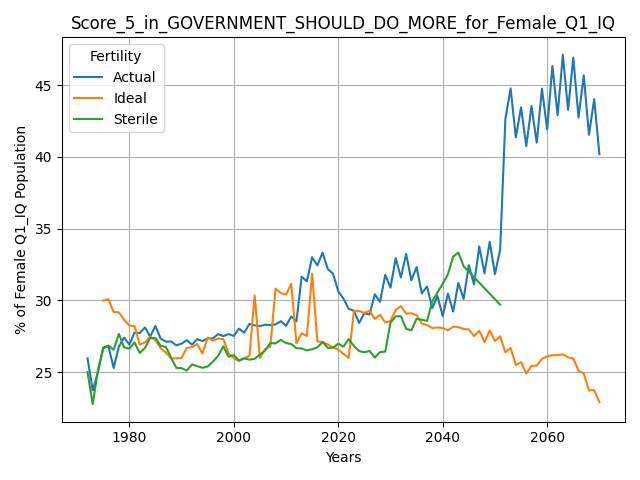 Score_5_in_GOVERNMENT_SHOULD_DO_MORE_for_Female_Q1_IQ
Fertility
Actual
Ideal
Sterile
% of Female Q1_IQ Population
45
40
35
30
25
1980
2000
2020
2040
2060
Years